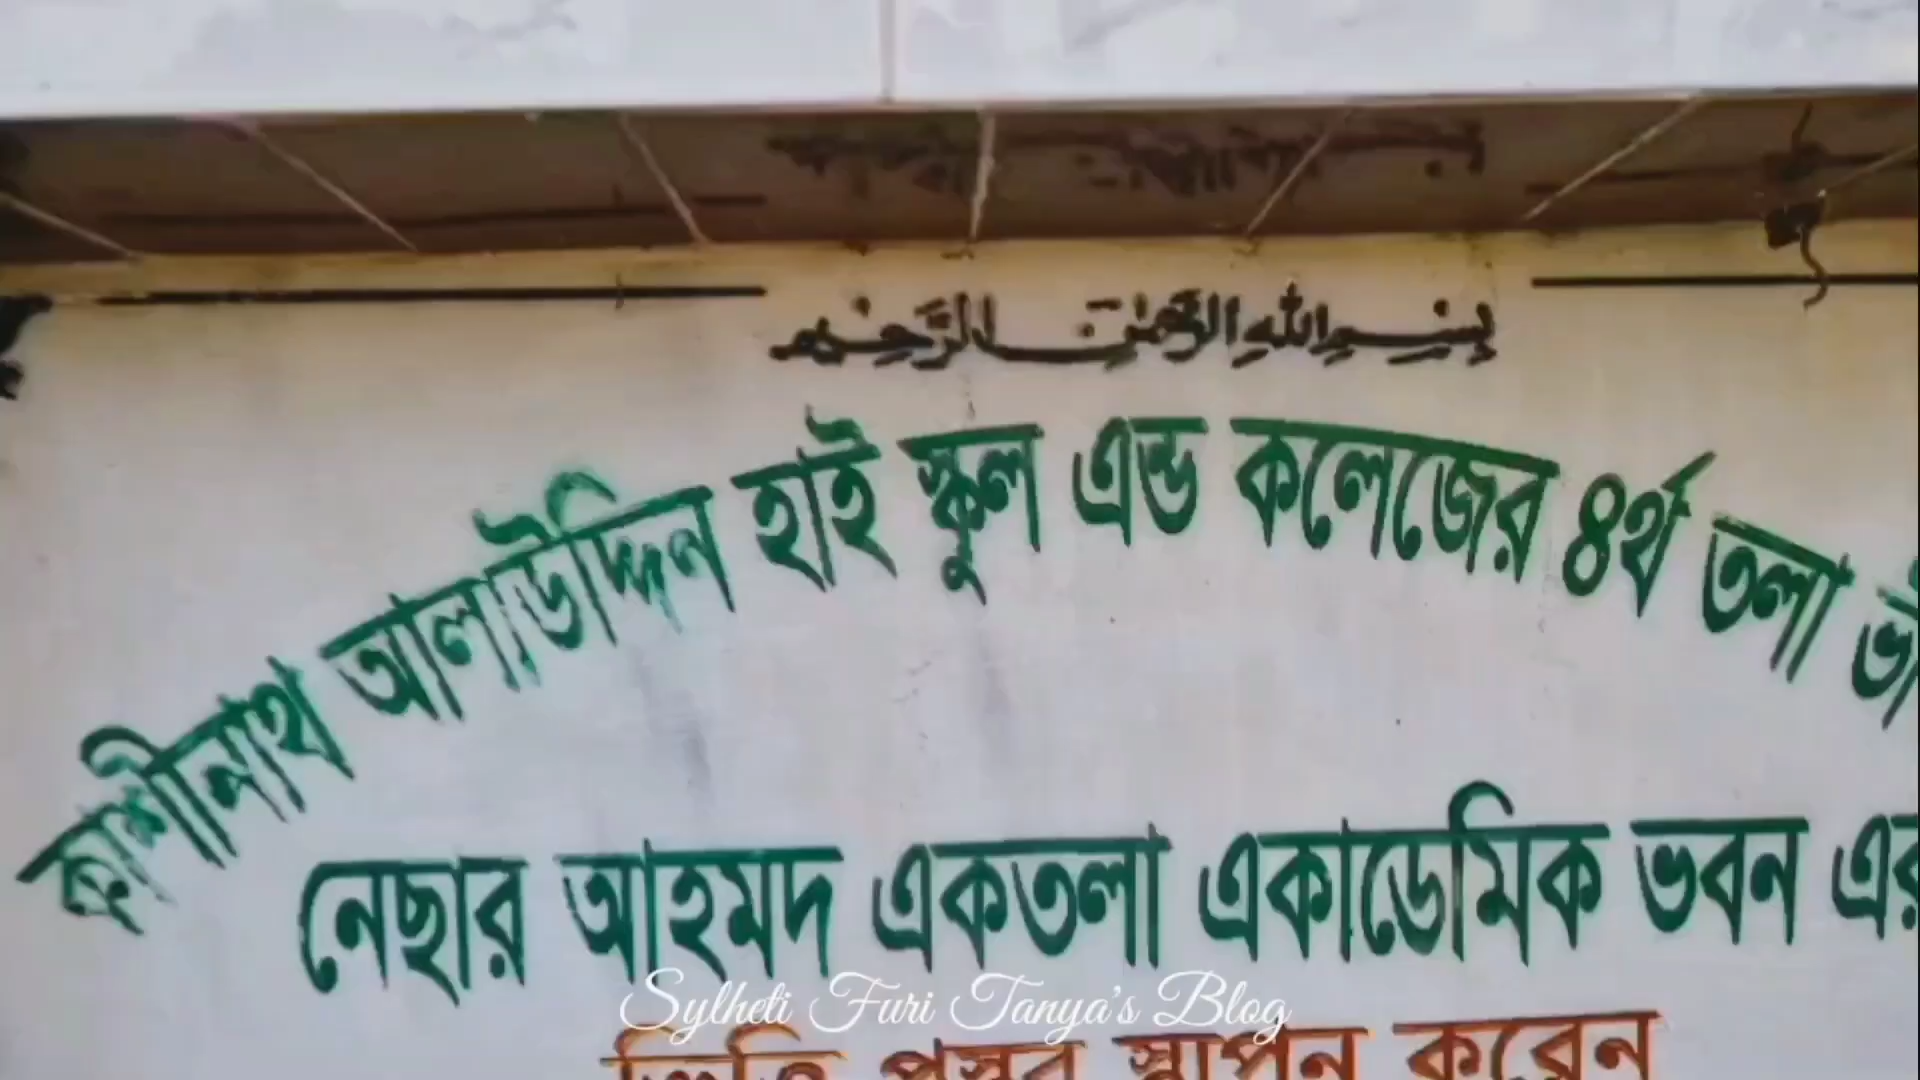 بسم الله الرحمن الرحيم
কাশীনাথ আলাউদ্দিন হাই স্কুল এন্ড কলেজের ৪র্থ তলা
নেছার আহমদ একতলা একাডেমিক ভবন এর
Sylheti Furi Tanya's Blog
ভিত্তি প্রস্তর স্থাপন করেন